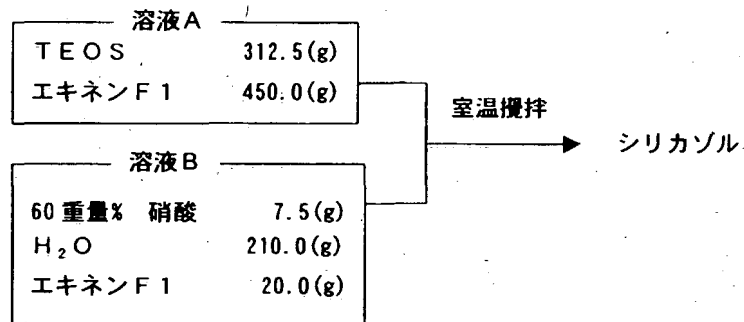 溶液A
TEOS 312.5(g)
エキネンF1 450.0(g)
室温攪拌
シリカゾル
溶液B
60重量% 硝酸 7.5(g)
H₂O 210.0(g)
エキネンF1 20.0(g)